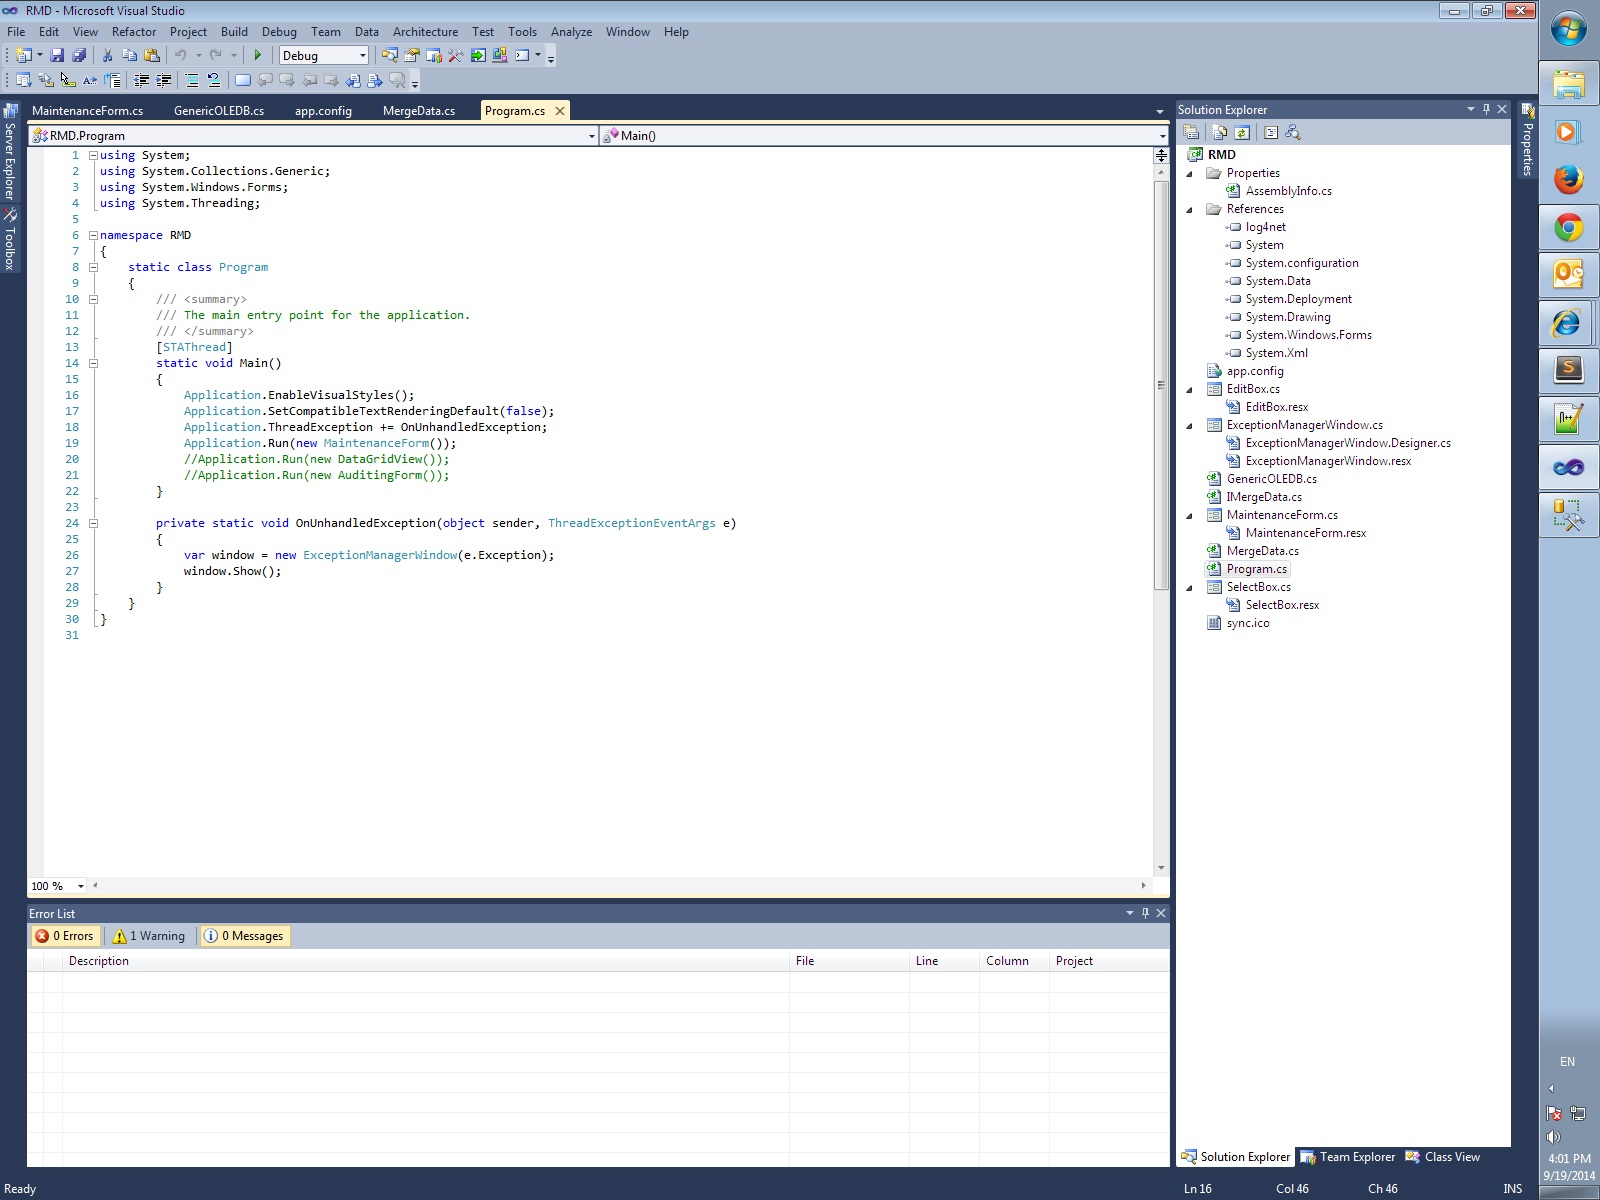 RMD - Microsoft Visual Studio
File Edit View Refactor Project Build Debug Team Data Architecture Test Tools Analyze Window Help
Debug
MaintenanceForm.cs GenericOLEDB.cs app.config MergeData.cs Program.cs
RMD.Program Main()
Server Explorer
Toolbox
1 using System;
2 using System.Collections.Generic;
3 using System.Windows.Forms;
4 using System.Threading;
5
6 namespace RMD
7 {
8 static class Program
9 {
10 /// <summary>
11 /// The main entry point for the application.
12 /// </summary>
13 [STAThread]
14 static void Main()
15 {
16 Application.EnableVisualStyles();
17 Application.SetCompatibleTextRenderingDefault(false);
18 Application.ThreadException += OnUnhandledException;
19 Application.Run(new MaintenanceForm());
20 //Application.Run(new DataGridView());
21 //Application.Run(new AuditingForm());
22 }
23
24 private static void OnUnhandledException(object sender, ThreadExceptionEventArgs e)
25 {
26 var window = new ExceptionManagerWindow(e.Exception);
27 window.Show();
28 }
29 }
30 }
31
100 %
Error List
0 Errors 1 Warning 0 Messages
Description File Line Column Project
Solution Explorer
RMD
Properties
AssemblyInfo.cs
References
log4net
System
System.configuration
System.Data
System.Deployment
System.Drawing
System.Windows.Forms
System.Xml
app.config
EditBox.cs
EditBox.resx
ExceptionManagerWindow.cs
ExceptionManagerWindow.Designer.cs
ExceptionManagerWindow.resx
GenericOLEDB.cs
IMergeData.cs
MaintenanceForm.cs
MaintenanceForm.resx
MergeData.cs
Program.cs
SelectBox.cs
SelectBox.resx
sync.ico
Solution Explorer Team Explorer Class View
Properties
Ready Ln 16 Col 46 Ch 46 INS
EN
4:01 PM
9/19/2014